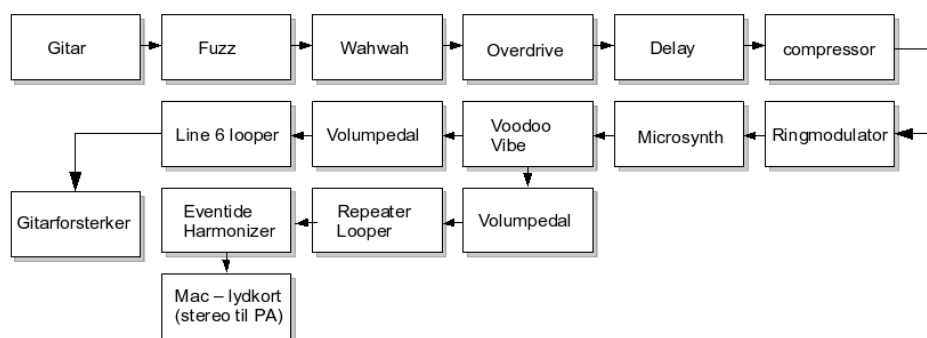 Gitar
Fuzz
Wahwah
Overdrive
Delay
compressor
Line 6 looper
Volumpedal
Voodoo
Vibe
Microsynth
Ringmodulator
Gitarforsterker
Eventide
Harmonizer
Repeater
Looper
Volumpedal
Mac – lydkort
(stereo til PA)